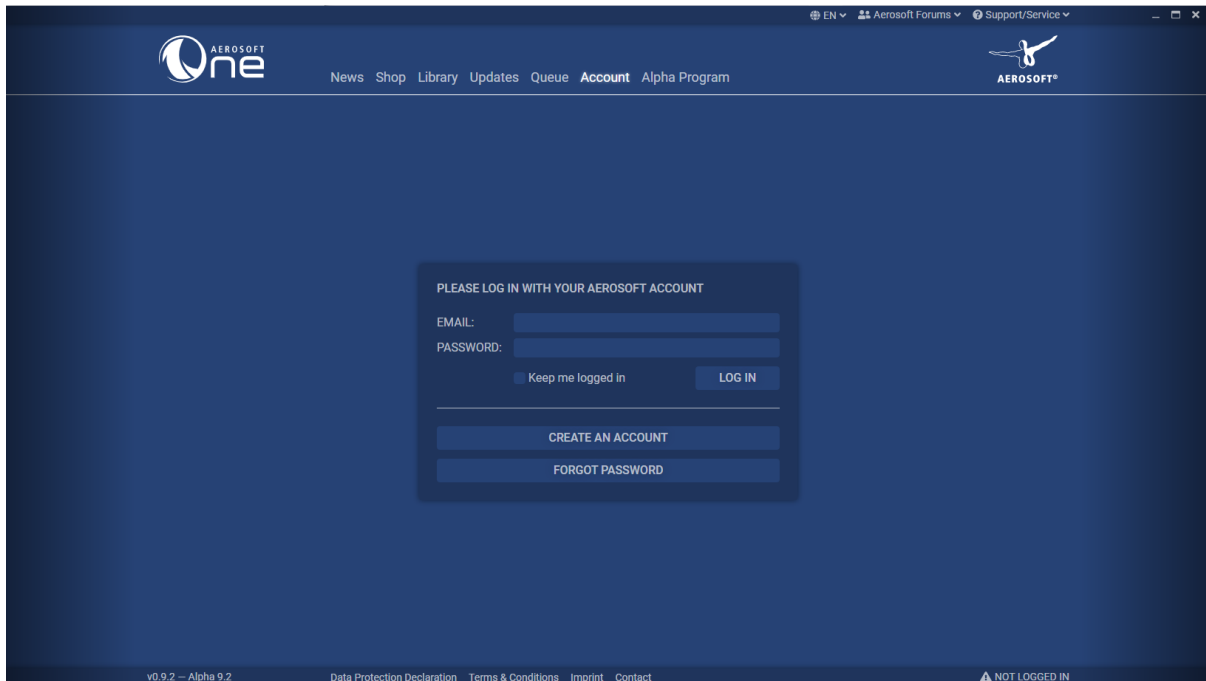 EN Aerosoft Forums Support/Service
AEROSOFT
One
News Shop Library Updates Queue Account Alpha Program
AEROSOFT®
PLEASE LOG IN WITH YOUR AEROSOFT ACCOUNT
EMAIL:
PASSWORD:
Keep me logged in LOG IN
CREATE AN ACCOUNT
FORGOT PASSWORD
v0.9.2 – Alpha 9.2 Data Protection Declaration Terms & Conditions Imprint Contact NOT LOGGED IN